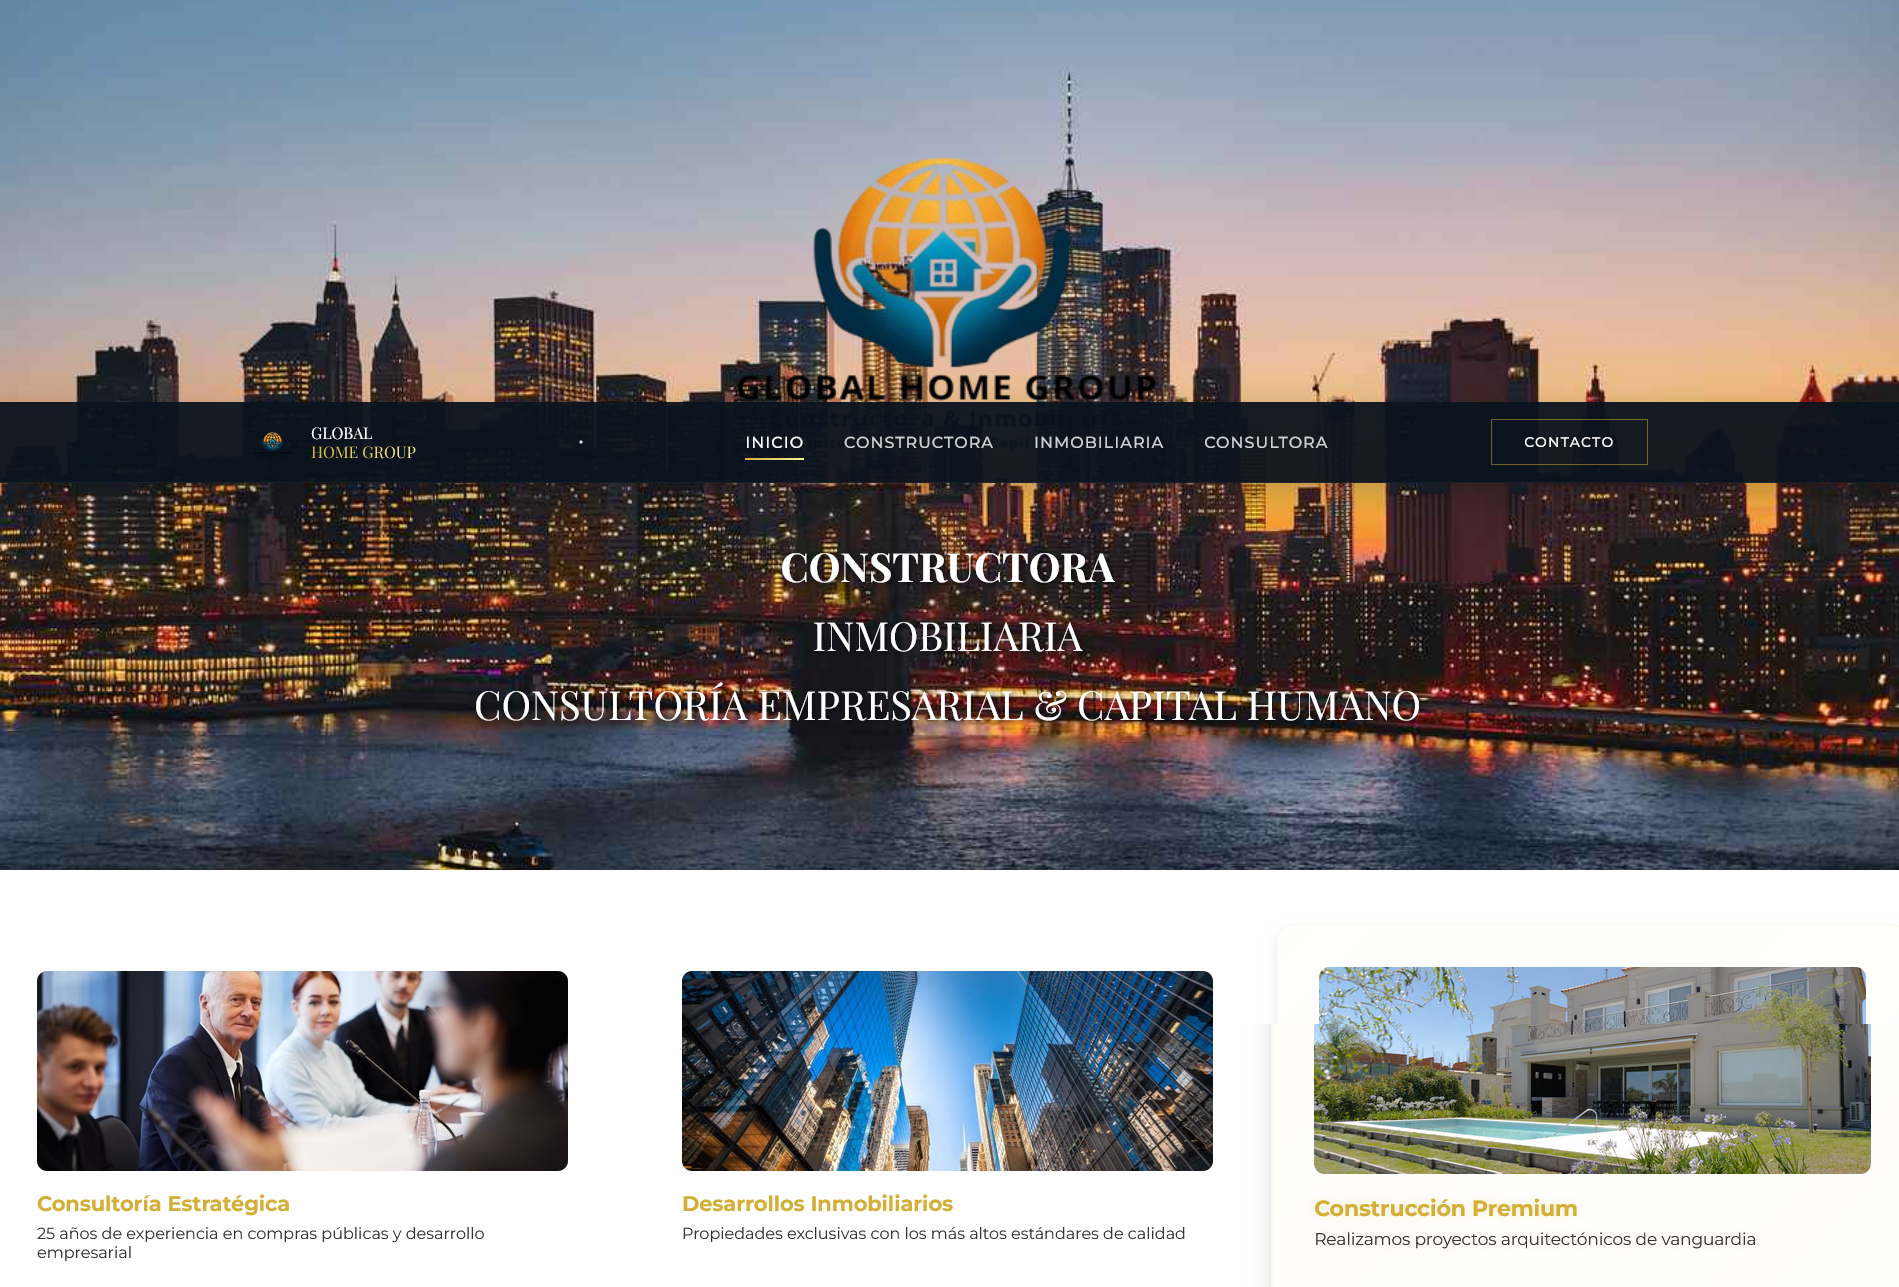 GLOBAL HOME GROUP
Constructora & Inmobiliaria
GLOBAL
HOME GROUP
INICIO
CONSTRUCTORA
INMOBILIARIA
CONSULTORA
CONTACTO
CONSTRUCTORA
INMOBILIARIA
CONSULTORÍA EMPRESARIAL & CAPITAL HUMANO
Consultoría Estratégica
25 años de experiencia en compras públicas y desarrollo
empresarial
Desarrollos Inmobiliarios
Propiedades exclusivas con los más altos estándares de calidad
Construcción Premium
Realizamos proyectos arquitectónicos de vanguardia